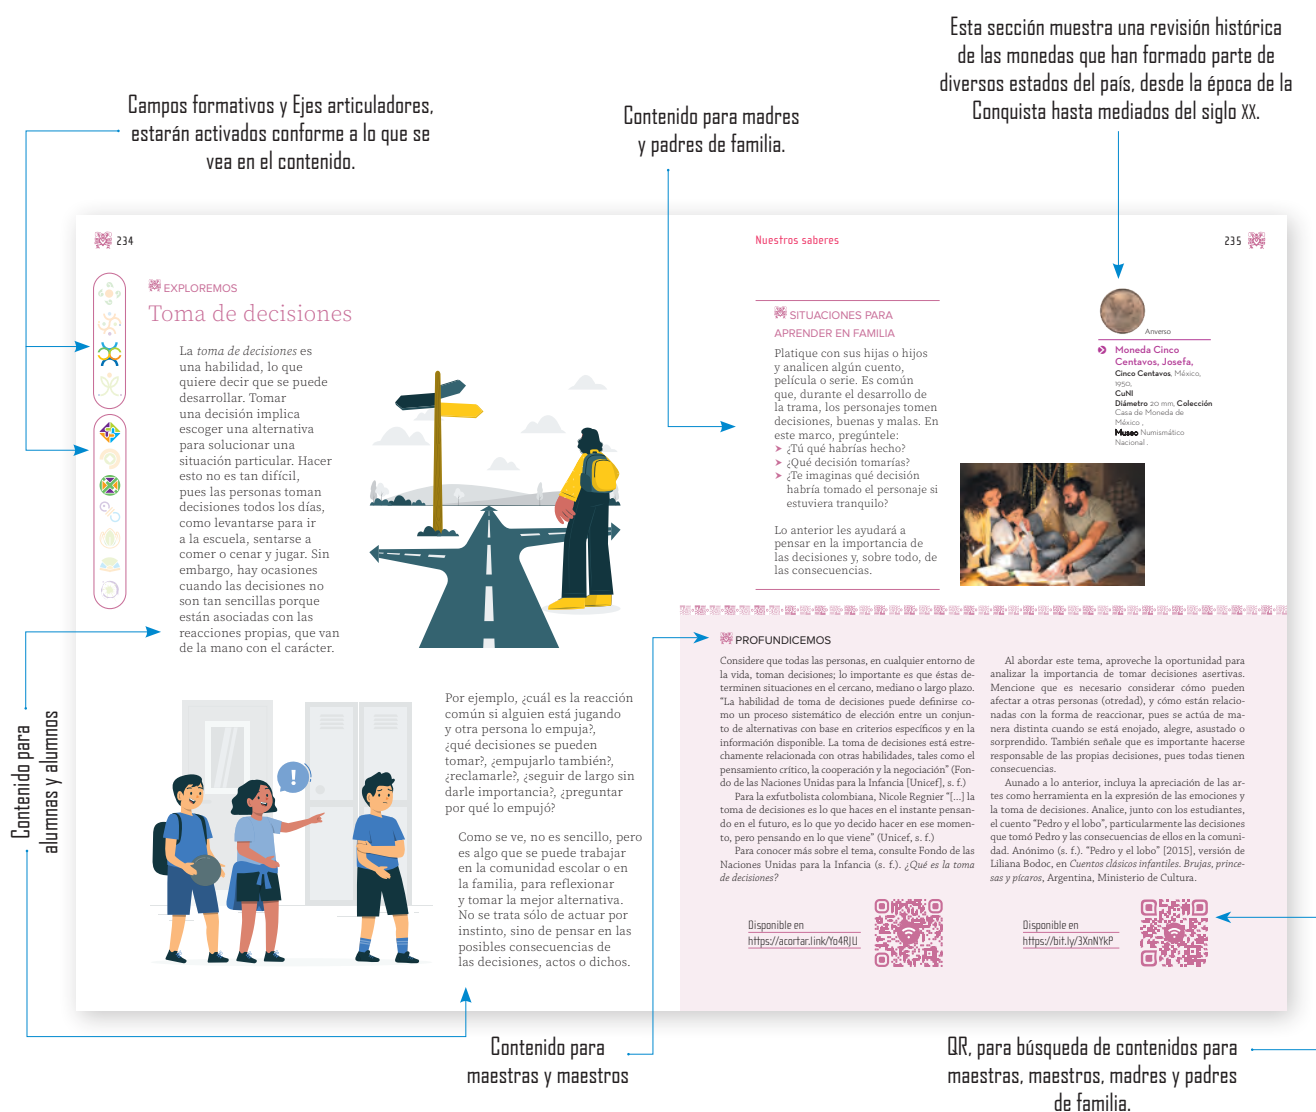 Esta sección muestra una revisión histórica
de las monedas que han formado parte de
diversos estados del país, desde la época de la
Conquista hasta mediados del siglo XX.
Campos formativos y Ejes articuladores,
estarán activados conforme a lo que se
vea en el contenido.
Contenido para madres
y padres de familia.
234
EXPLOREMOS
Toma de decisiones
La toma de decisiones es
una habilidad, lo que
quiere decir que se puede
desarrollar. Tomar
una decisión implica
escoger una alternativa
para solucionar una
situación particular. Hacer
esto no es tan difícil,
pues las personas toman
decisiones todos los días,
como levantarse para ir
a la escuela, sentarse a
comer o cenar y jugar. Sin
embargo, hay ocasiones
cuando las decisiones no
son tan sencillas porque
están asociadas con las
reacciones propias, que van
de la mano con el carácter.
Por ejemplo, ¿cuál es la reacción
común si alguien está jugando
y otra persona lo empuja?,
¿qué decisiones se pueden
tomar?, ¿empujarlo también?,
¿reclamarle?, ¿seguir de largo sin
darle importancia?, ¿preguntar
por qué lo empujó?
Como se ve, no es sencillo, pero
es algo que se puede trabajar
en la comunidad escolar o en
la familia, para reflexionar
y tomar la mejor alternativa.
No se trata sólo de actuar por
instinto, sino de pensar en las
posibles consecuencias de
las decisiones, actos o dichos.
!
Contenido para
alumnas y alumnos
Nuestros saberes
235
SITUACIONES PARA
APRENDER EN FAMILIA
Platique con sus hijas o hijos
y analicen algún cuento,
película o serie. Es común
que, durante el desarrollo de
la trama, los personajes tomen
decisiones, buenas y malas. En
este marco, pregúntele:
➤ ¿Tú qué habrías hecho?
➤ ¿Qué decisión tomarías?
➤ ¿Te imaginas qué decisión
habría tomado el personaje si
estuviera tranquilo?
Lo anterior les ayudará a
pensar en la importancia de
las decisiones y, sobre todo, de
las consecuencias.
Anverso
Moneda Cinco
Centavos, Josefa,
Cinco Centavos, México,
1950,
CuNI
Diámetro 20 mm, Colección
Casa de Moneda de
México ,
Museo Numismático
Nacional .
PROFUNDICEMOS
Considere que todas las personas, en cualquier entorno de
la vida, toman decisiones; lo importante es que éstas de-
terminen situaciones en el cercano, mediano o largo plazo.
"La habilidad de toma de decisiones puede definirse co-
mo un proceso sistemático de elección entre un conjun-
to de alternativas con base en criterios específicos y en la
información disponible. La toma de decisiones está estre-
chamente relacionada con otras habilidades, tales como el
pensamiento crítico, la cooperación y la negociación" (Fon-
do de las Naciones Unidas para la Infancia [Unicef], s. f.)
Para la exfutbolista colombiana, Nicole Regnier "[...] la
toma de decisiones es lo que haces en el instante pensan-
do en el futuro, es lo que yo decido hacer en ese momen-
to, pero pensando en lo que viene" (Unicef, s. f.)
Para conocer más sobre el tema, consulte Fondo de las
Naciones Unidas para la Infancia (s. f.). ¿Qué es la toma
de decisiones?
Disponible en
https://acortar.link/Yo4RJU
Al abordar este tema, aproveche la oportunidad para
analizar la importancia de tomar decisiones asertivas.
Mencione que es necesario considerar cómo pueden
afectar a otras personas (otredad), y cómo están relacio-
nadas con la forma de reaccionar, pues se actúa de ma-
nera distinta cuando se está enojado, alegre, asustado o
sorprendido. También señale que es importante hacerse
responsable de las propias decisiones, pues todas tienen
consecuencias.
Aunado a lo anterior, incluya la apreciación de las ar-
tes como herramienta en la expresión de las emociones y
la toma de decisiones. Analice, junto con los estudiantes,
el cuento "Pedro y el lobo", particularmente las decisiones
que tomó Pedro y las consecuencias de ellos en la comuni-
dad. Anónimo (s. f.). "Pedro y el lobo" [2015], versión de
Liliana Bodoc, en Cuentos clásicos infantiles. Brujas, prince-
sas y pícaros, Argentina, Ministerio de Cultura.
Disponible en
https://bit.ly/3XnNYkP
Contenido para
maestras y maestros
QR, para búsqueda de contenidos para
maestras, maestros, madres y padres
de familia.